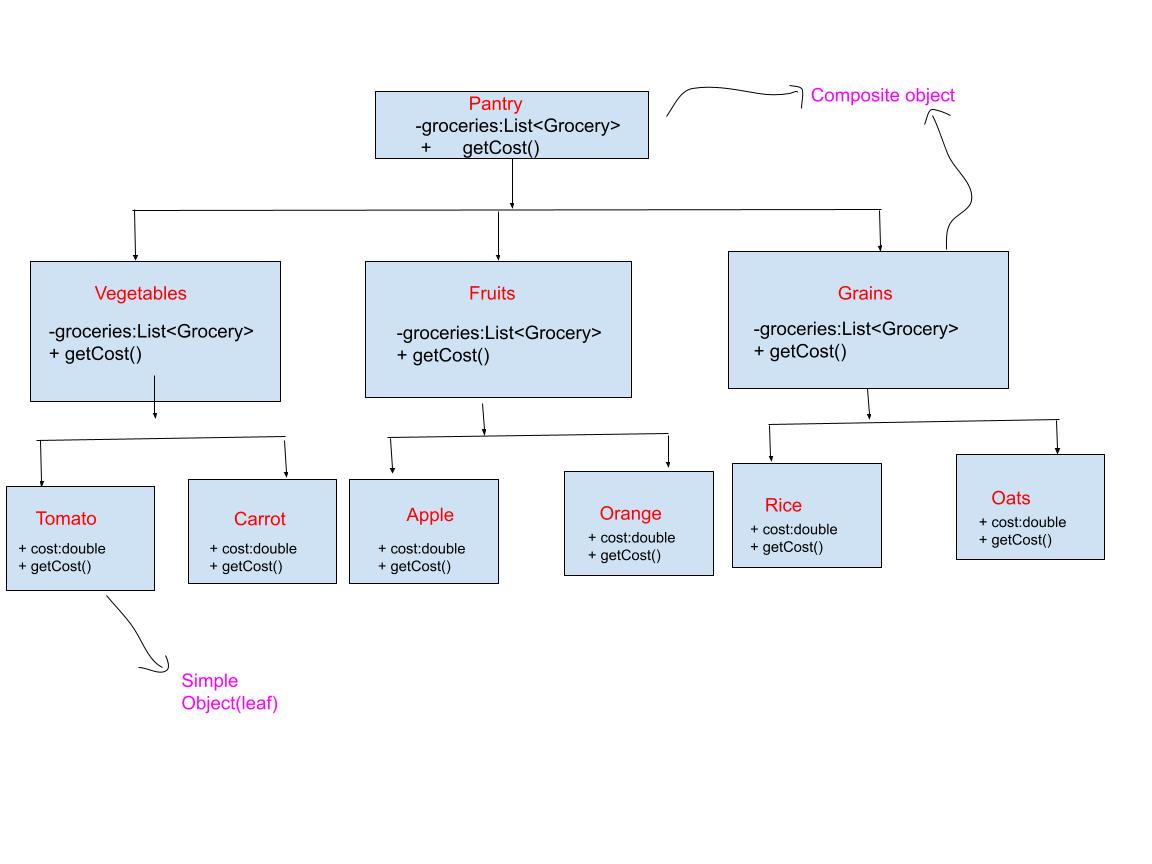 Pantry
-groceries:List<Grocery>
+ getCost()
Composite object
Vegetables
-groceries:List<Grocery>
+ getCost()
Fruits
-groceries:List<Grocery>
+ getCost()
Grains
-groceries:List<Grocery>
+ getCost()
Tomato
+ cost:double
+ getCost()
Carrot
+ cost:double
+ getCost()
Apple
+ cost:double
+ getCost()
Orange
+ cost:double
+ getCost()
Rice
+ cost:double
+ getCost()
Oats
+ cost:double
+ getCost()
Simple
Object(leaf)